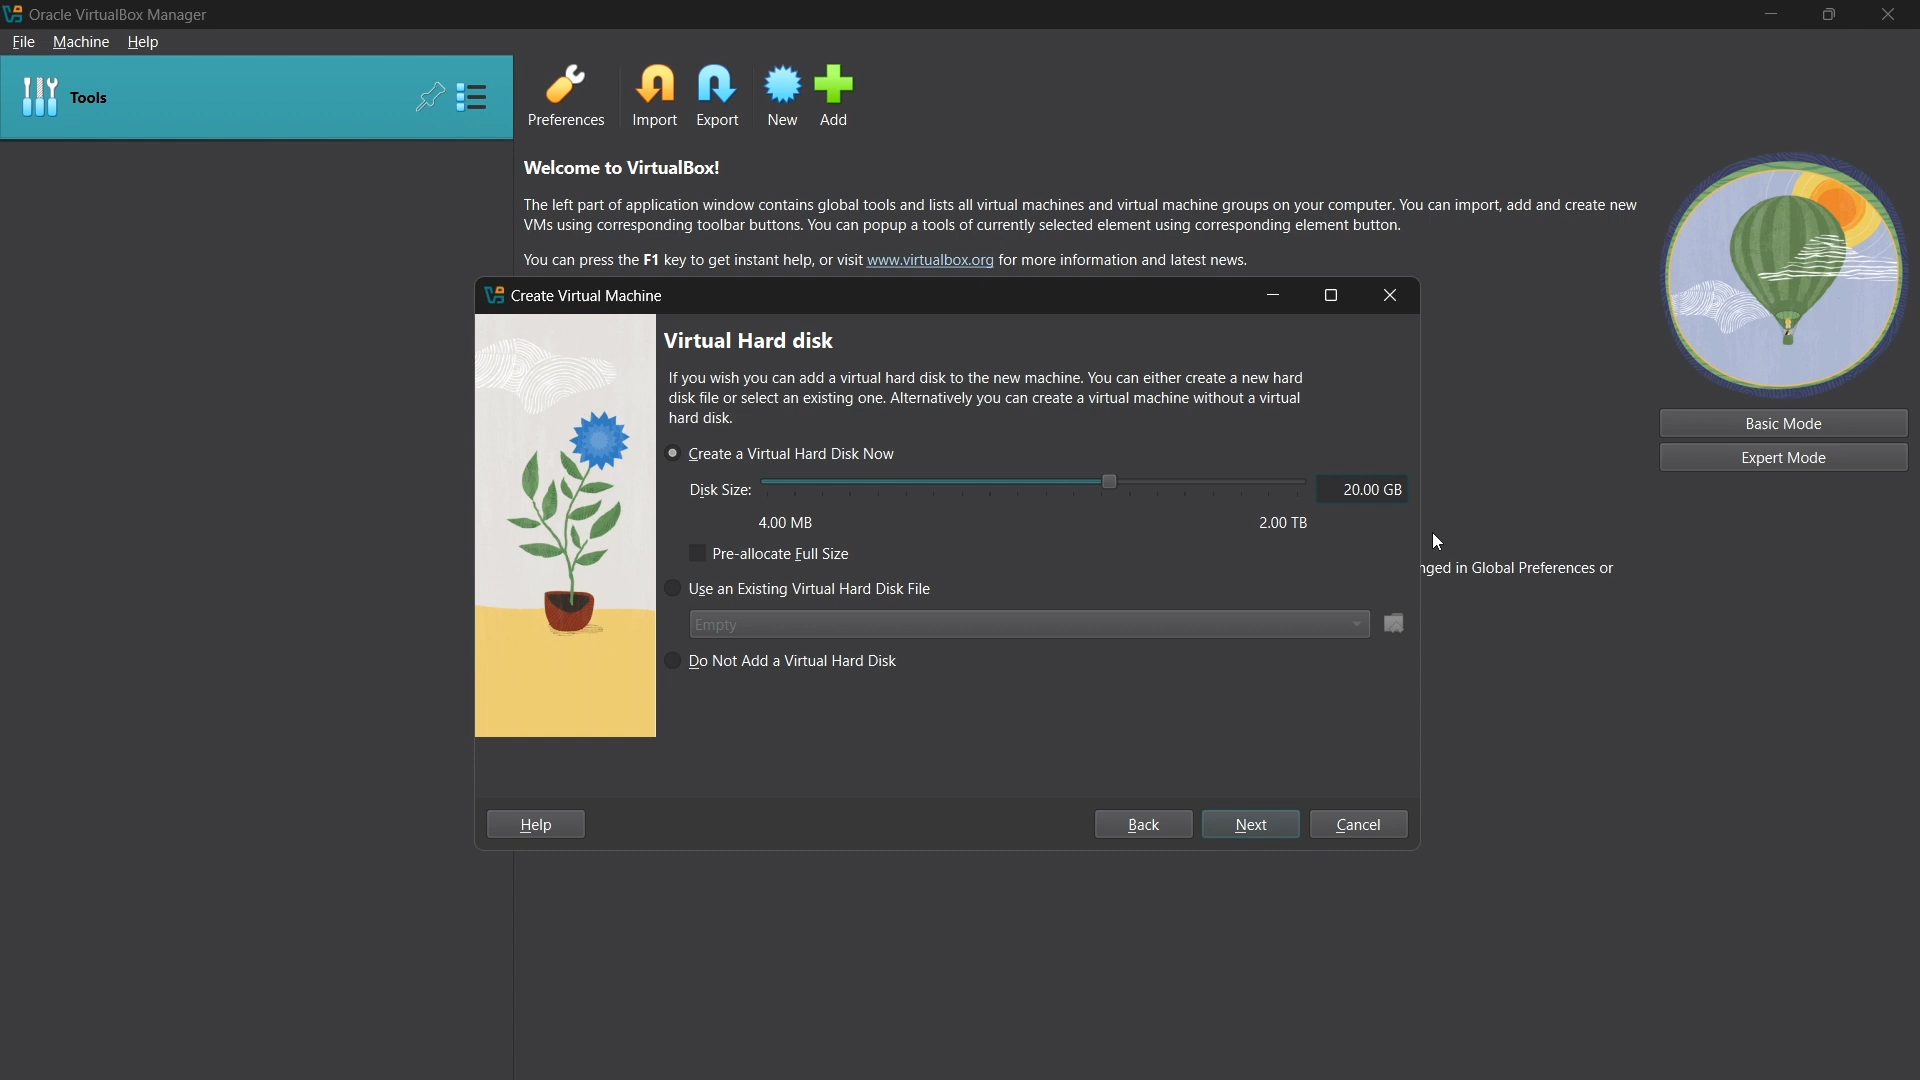 Oracle VirtualBox Manager
File Machine Help
Tools
Preferences Import Export New Add
Welcome to VirtualBox!
The left part of application window contains global tools and lists all virtual machines and virtual machine groups on your computer. You can import, add and create new
VMs using corresponding toolbar buttons. You can popup a tools of currently selected element using corresponding element button.
You can press the F1 key to get instant help, or visit www.virtualbox.org for more information and latest news.
Basic Mode
Expert Mode
nged in Global Preferences or
Create Virtual Machine
Virtual Hard disk
If you wish you can add a virtual hard disk to the new machine. You can either create a new hard
disk file or select an existing one. Alternatively you can create a virtual machine without a virtual
hard disk.
Create a Virtual Hard Disk Now
Disk Size: 20.00 GB
4.00 MB 2.00 TB
Pre-allocate Full Size
Use an Existing Virtual Hard Disk File
Empty
Do Not Add a Virtual Hard Disk
Help Back Next Cancel